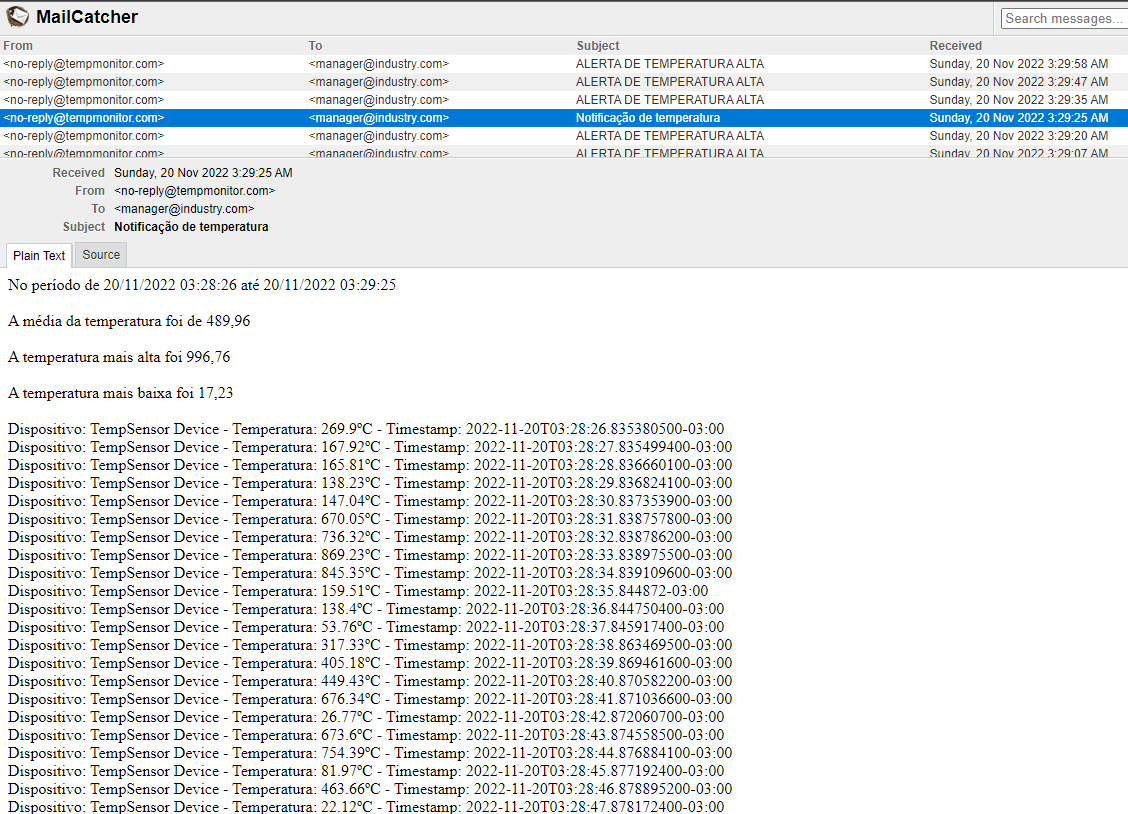 MailCatcher
Search messages...
From To Subject Received
<no-reply@tempmonitor.com> <manager@industry.com> ALERTA DE TEMPERATURA ALTA Sunday, 20 Nov 2022 3:29:58 AM
<no-reply@tempmonitor.com> <manager@industry.com> ALERTA DE TEMPERATURA ALTA Sunday, 20 Nov 2022 3:29:47 AM
<no-reply@tempmonitor.com> <manager@industry.com> ALERTA DE TEMPERATURA ALTA Sunday, 20 Nov 2022 3:29:35 AM
<no-reply@tempmonitor.com> <manager@industry.com> Notificação de temperatura Sunday, 20 Nov 2022 3:29:25 AM
<no-reply@tempmonitor.com> <manager@industry.com> ALERTA DE TEMPERATURA ALTA Sunday, 20 Nov 2022 3:29:20 AM
<no-reply@tempmonitor.com> <manager@industry.com> ALERTA DE TEMPERATURA ALTA Sunday, 20 Nov 2022 3:29:07 AM
Received Sunday, 20 Nov 2022 3:29:25 AM
From <no-reply@tempmonitor.com>
To <manager@industry.com>
Subject Notificação de temperatura
Plain Text Source
No período de 20/11/2022 03:28:26 até 20/11/2022 03:29:25
A média da temperatura foi de 489,96
A temperatura mais alta foi 996,76
A temperatura mais baixa foi 17,23
Dispositivo: TempSensor Device - Temperatura: 269.9ºC - Timestamp: 2022-11-20T03:28:26.835380500-03:00
Dispositivo: TempSensor Device - Temperatura: 167.92ºC - Timestamp: 2022-11-20T03:28:27.835499400-03:00
Dispositivo: TempSensor Device - Temperatura: 165.81ºC - Timestamp: 2022-11-20T03:28:28.836660100-03:00
Dispositivo: TempSensor Device - Temperatura: 138.23ºC - Timestamp: 2022-11-20T03:28:29.836824100-03:00
Dispositivo: TempSensor Device - Temperatura: 147.04ºC - Timestamp: 2022-11-20T03:28:30.837353900-03:00
Dispositivo: TempSensor Device - Temperatura: 670.05ºC - Timestamp: 2022-11-20T03:28:31.838757800-03:00
Dispositivo: TempSensor Device - Temperatura: 736.32ºC - Timestamp: 2022-11-20T03:28:32.838786200-03:00
Dispositivo: TempSensor Device - Temperatura: 869.23ºC - Timestamp: 2022-11-20T03:28:33.838975500-03:00
Dispositivo: TempSensor Device - Temperatura: 845.35ºC - Timestamp: 2022-11-20T03:28:34.839109600-03:00
Dispositivo: TempSensor Device - Temperatura: 159.51ºC - Timestamp: 2022-11-20T03:28:35.844872-03:00
Dispositivo: TempSensor Device - Temperatura: 138.4ºC - Timestamp: 2022-11-20T03:28:36.844750400-03:00
Dispositivo: TempSensor Device - Temperatura: 53.76ºC - Timestamp: 2022-11-20T03:28:37.845917400-03:00
Dispositivo: TempSensor Device - Temperatura: 317.33ºC - Timestamp: 2022-11-20T03:28:38.863469500-03:00
Dispositivo: TempSensor Device - Temperatura: 405.18ºC - Timestamp: 2022-11-20T03:28:39.869461600-03:00
Dispositivo: TempSensor Device - Temperatura: 449.43ºC - Timestamp: 2022-11-20T03:28:40.870582200-03:00
Dispositivo: TempSensor Device - Temperatura: 676.34ºC - Timestamp: 2022-11-20T03:28:41.871036600-03:00
Dispositivo: TempSensor Device - Temperatura: 26.77ºC - Timestamp: 2022-11-20T03:28:42.872060700-03:00
Dispositivo: TempSensor Device - Temperatura: 673.6ºC - Timestamp: 2022-11-20T03:28:43.874558500-03:00
Dispositivo: TempSensor Device - Temperatura: 754.39ºC - Timestamp: 2022-11-20T03:28:44.876884100-03:00
Dispositivo: TempSensor Device - Temperatura: 81.97ºC - Timestamp: 2022-11-20T03:28:45.877192400-03:00
Dispositivo: TempSensor Device - Temperatura: 463.66ºC - Timestamp: 2022-11-20T03:28:46.878895200-03:00
Dispositivo: TempSensor Device - Temperatura: 22.12ºC - Timestamp: 2022-11-20T03:28:47.878172400-03:00